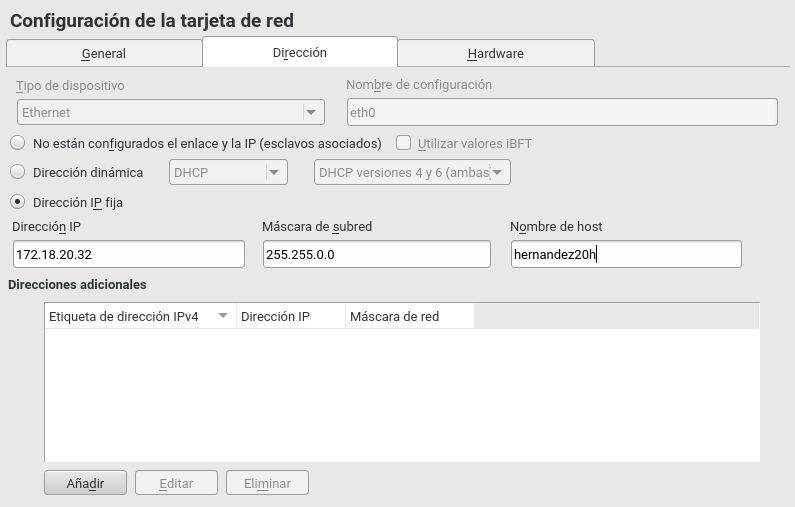 Configuración de la tarjeta de red
General Dirección Hardware
Tipo de dispositivo Nombre de configuración
Ethernet eth0
No están configurados el enlace y la IP (esclavos asociados) Utilizar valores iBFT
Dirección dinámica DHCP DHCP versiones 4 y 6 (ambas
Dirección IP fija
Dirección IP Máscara de subred Nombre de host
172.18.20.32 255.255.0.0 hernandez20h
Direcciones adicionales
Etiqueta de dirección IPv4 Dirección IP Máscara de red
Añadir Editar Eliminar